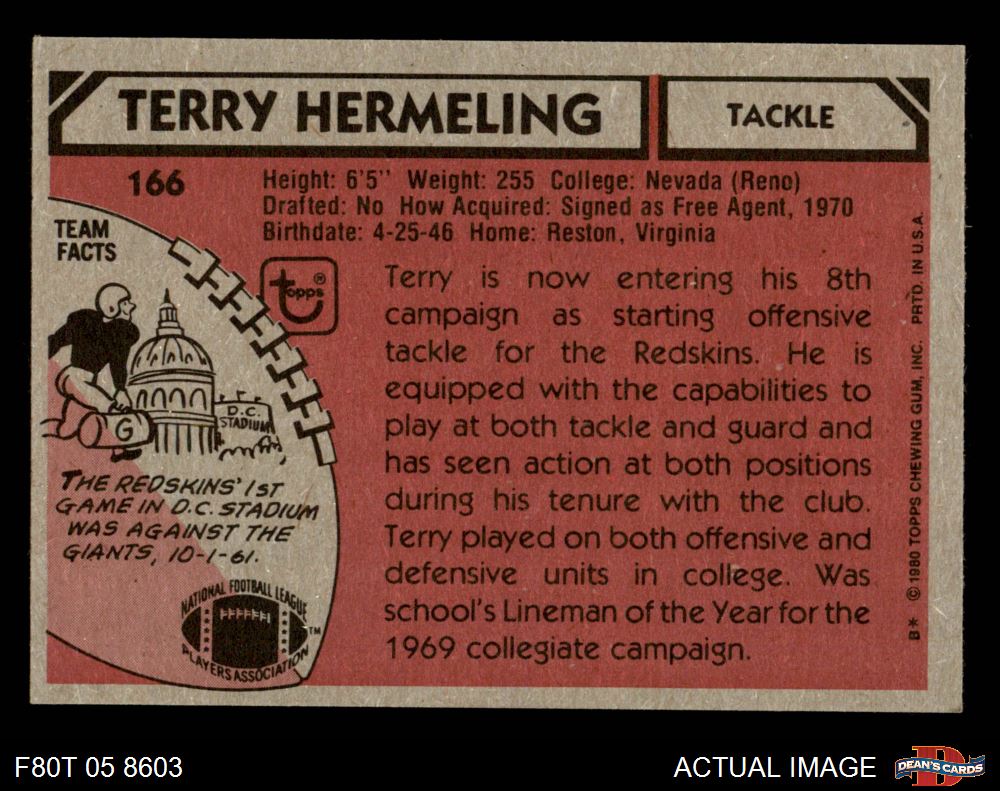 TERRY HERMELING
TACKLE
166
Height: 6'5" Weight: 255 College: Nevada (Reno)
Drafted: No How Acquired: Signed as Free Agent, 1970
Birthdate: 4-25-46 Home: Reston, Virginia
TEAM
FACTS
topps®
Terry is now entering his 8th
campaign as starting offensive
tackle for the Redskins. He is
equipped with the capabilities to
play at both tackle and guard and
has seen action at both positions
during his tenure with the club.
Terry played on both offensive and
defensive units in college. Was
school's Lineman of the Year for the
1969 collegiate campaign.
D.C.
STADIUM
G
THE REDSKINS' 1ST
GAME IN D.C. STADIUM
WAS AGAINST THE
GIANTS, 10-1-61.
NATIONAL FOOTBALL LEAGUE
PLAYERS ASSOCIATION
TM
B* © 1980 TOPPS CHEWING GUM, INC. PRTD. IN U.S.A.
F80T 05 8603
ACTUAL IMAGE
D
DEAN'S CARDS